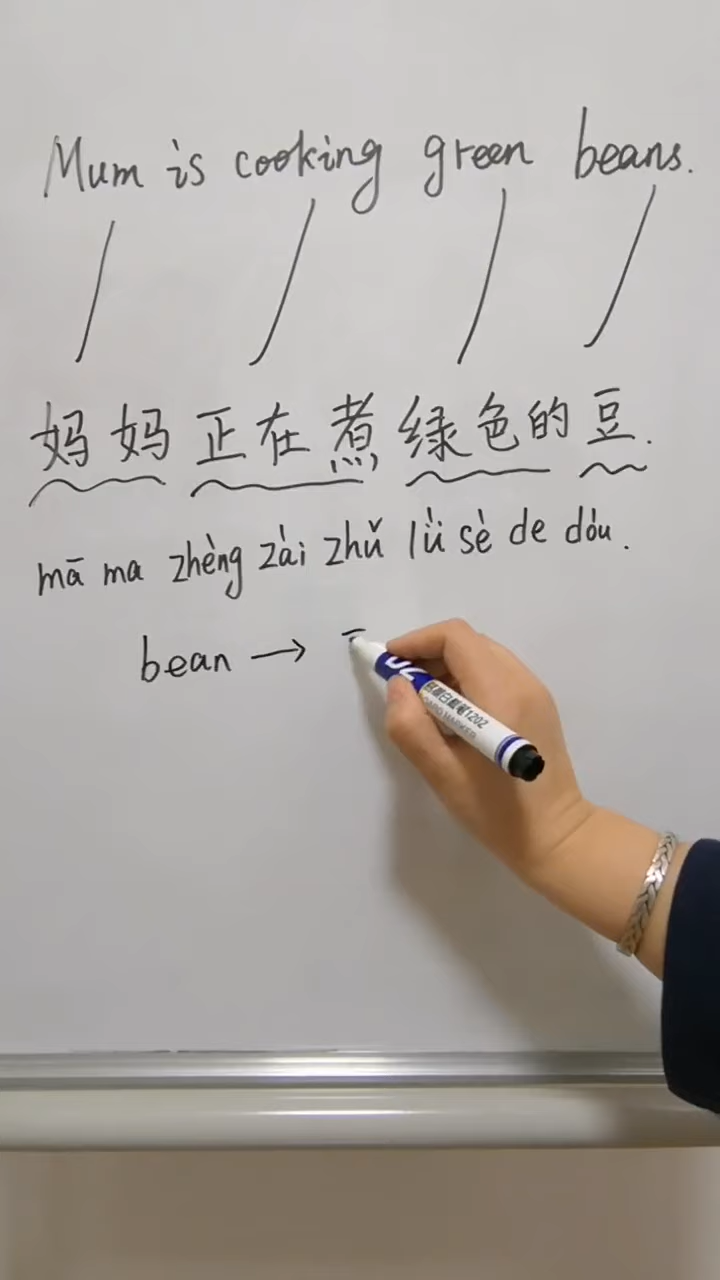 Mum is cooking green beans.
妈妈正在煮绿色的豆.
mā ma zhèng zài zhǔ lǜ sè de dòu.
bean →
1202